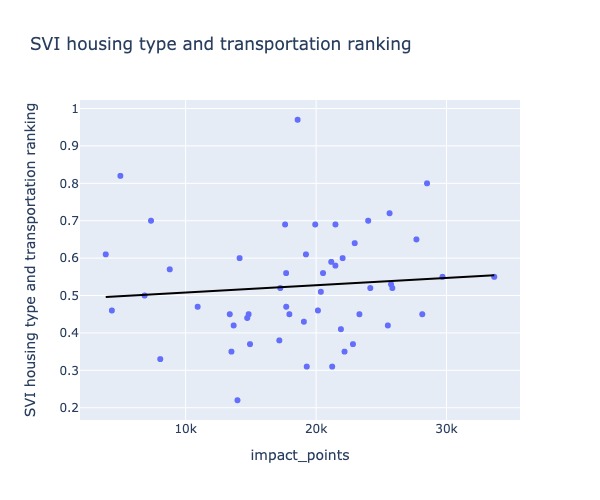 SVI housing type and transportation ranking
SVI housing type and transportation ranking
1
0.9
0.8
0.7
0.6
0.5
0.4
0.3
0.2
10k
20k
30k
impact_points